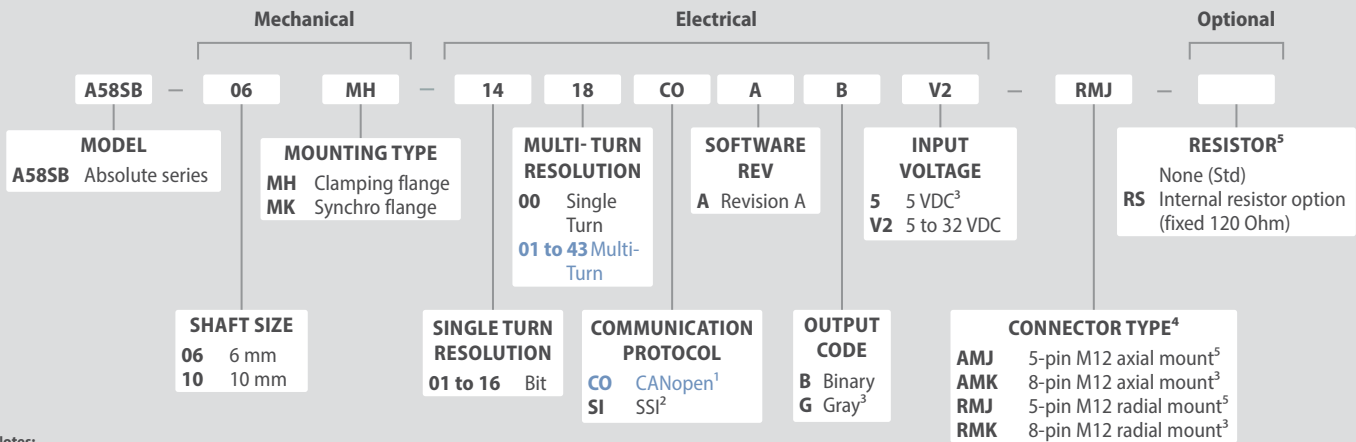 Mechanical
Electrical
Optional
A58SB – 06 MH – 14 18 CO A B V2 – RMJ –
MODEL
A58SB Absolute series
MOUNTING TYPE
MH Clamping flange
MK Synchro flange
MULTI- TURN
RESOLUTION
00 Single
Turn
01 to 43 Multi-
Turn
SOFTWARE
REV
A Revision A
INPUT
VOLTAGE
5 5 VDC³
V2 5 to 32 VDC
RESISTOR⁵
None (Std)
RS Internal resistor option
(fixed 120 Ohm)
SHAFT SIZE
06 6 mm
10 10 mm
SINGLE TURN
RESOLUTION
01 to 16 Bit
COMMUNICATION
PROTOCOL
CO CANopen¹
SI SSI²
OUTPUT
CODE
B Binary
G Gray³
CONNECTOR TYPE⁴
AMJ 5-pin M12 axial mount⁵
AMK 8-pin M12 axial mount³
RMJ 5-pin M12 radial mount⁵
RMK 8-pin M12 radial mount³